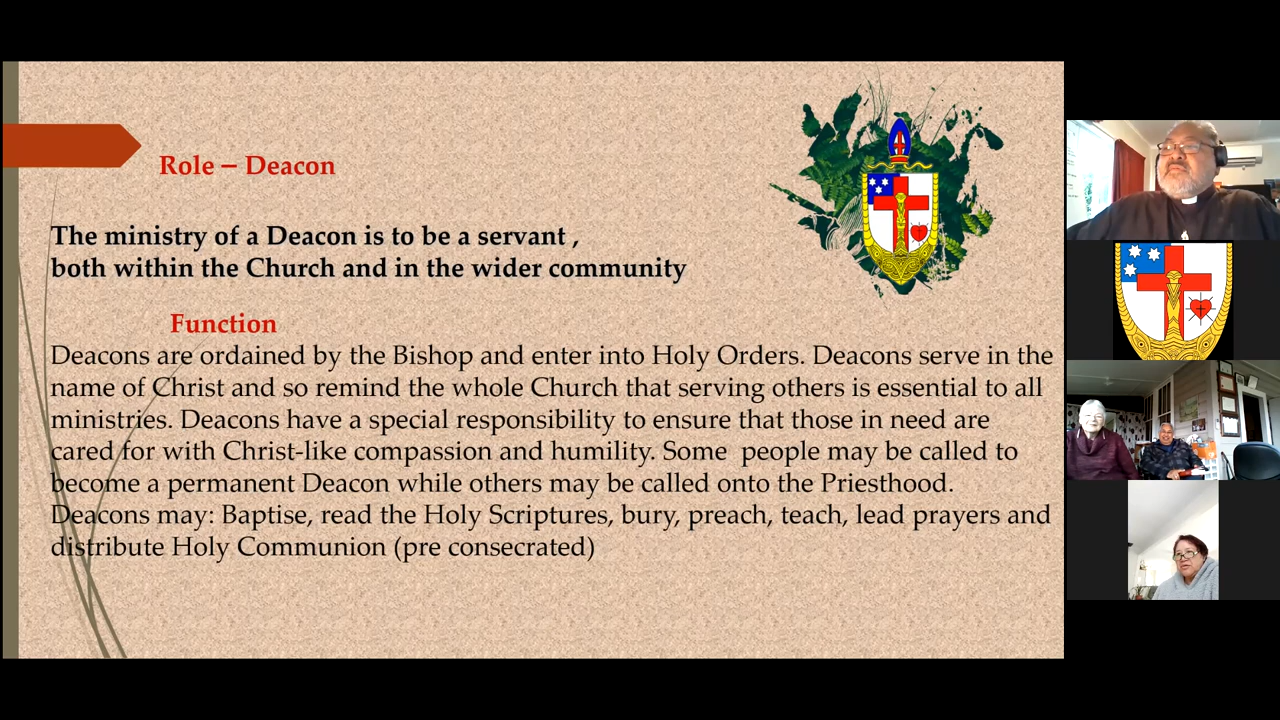 Role – Deacon
The ministry of a Deacon is to be a servant ,
both within the Church and in the wider community
Function
Deacons are ordained by the Bishop and enter into Holy Orders. Deacons serve in the
name of Christ and so remind the whole Church that serving others is essential to all
ministries. Deacons have a special responsibility to ensure that those in need are
cared for with Christ-like compassion and humility. Some  people may be called to
become a permanent Deacon while others may be called onto the Priesthood.
Deacons may: Baptise, read the Holy Scriptures, bury, preach, teach, lead prayers and
distribute Holy Communion (pre consecrated)